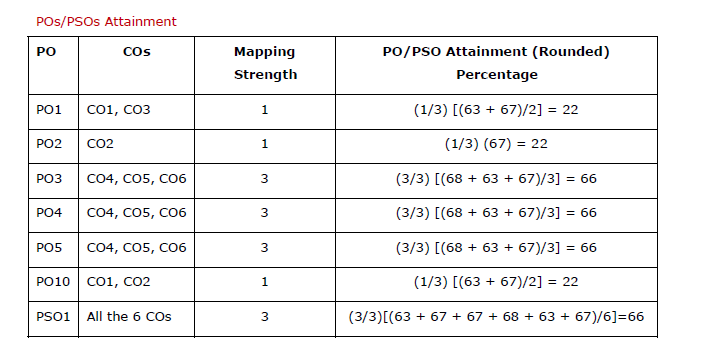 POs/PSOs Attainment
PO COs Mapping Strength PO/PSO Attainment (Rounded) Percentage
PO1 CO1, CO3 1 (1/3) [(63 + 67)/2] = 22
PO2 CO2 1 (1/3) (67) = 22
PO3 CO4, CO5, CO6 3 (3/3) [(68 + 63 + 67)/3] = 66
PO4 CO4, CO5, CO6 3 (3/3) [(68 + 63 + 67)/3] = 66
PO5 CO4, CO5, CO6 3 (3/3) [(68 + 63 + 67)/3] = 66
PO10 CO1, CO2 1 (1/3) [(63 + 67)/2] = 22
PSO1 All the 6 COs 3 (3/3)[(63 + 67 + 67 + 68 + 63 + 67)/6]=66